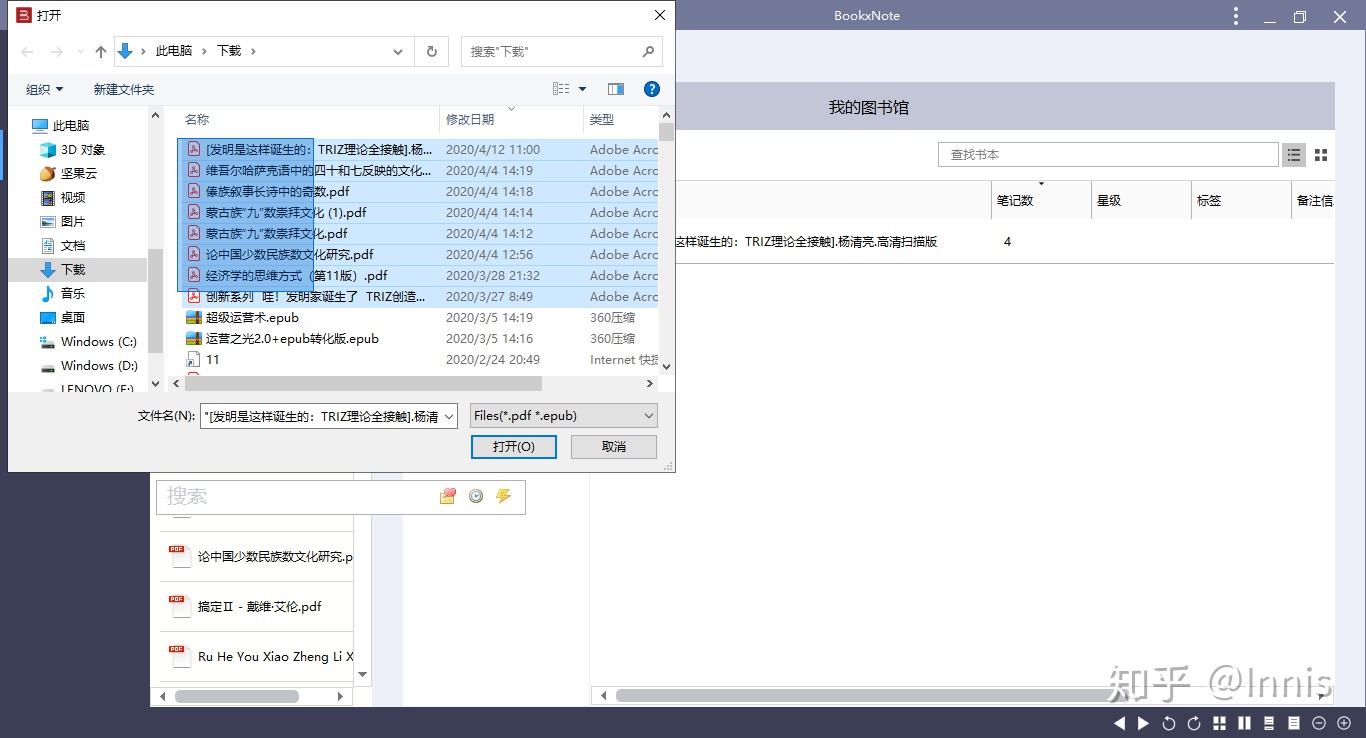 打开
BookxNote
此电脑 下载
搜索"下载"
组织 新建文件夹
我的图书馆
查找书本
笔记数 星级 标签 备注信
这样诞生的：TRIZ理论全接触].杨清亮.高清扫描版 4
此电脑
3D 对象
坚果云
视频
图片
文档
下载
音乐
桌面
Windows (C:)
Windows (D:)
LENOVO (E:)
名称 修改日期 类型
[发明是这样诞生的：TRIZ理论全接触].杨... 2020/4/12 11:00 Adobe Acrc
维吾尔哈萨克语中的四十和七反映的文化... 2020/4/4 14:19 Adobe Acrc
傣族叙事长诗中的奇数.pdf 2020/4/4 14:18 Adobe Acrc
蒙古族“九”数崇拜文化 (1).pdf 2020/4/4 14:14 Adobe Acrc
蒙古族“九”数崇拜文化.pdf 2020/4/4 14:12 Adobe Acrc
论中国少数民族数文化研究.pdf 2020/4/4 12:56 Adobe Acrc
经济学的思维方式（第11版）.pdf 2020/3/28 21:32 Adobe Acrc
创新系列 哇！发明家诞生了 TRIZ创造... 2020/3/27 8:49 Adobe Acrc
超级运营术.epub 2020/3/5 14:19 360压缩
运营之光2.0+epub转化版.epub 2020/3/5 14:16 360压缩
11 2020/2/24 20:49 Internet 快捷
文件名(N): "[发明是这样诞生的：TRIZ理论全接触].杨清 Files(*.pdf *.epub)
打开(O) 取消
搜索
论中国少数民族数文化研究.p
搞定Ⅱ - 戴维·艾伦.pdf
Ru He You Xiao Zheng Li X
知乎 @Innis